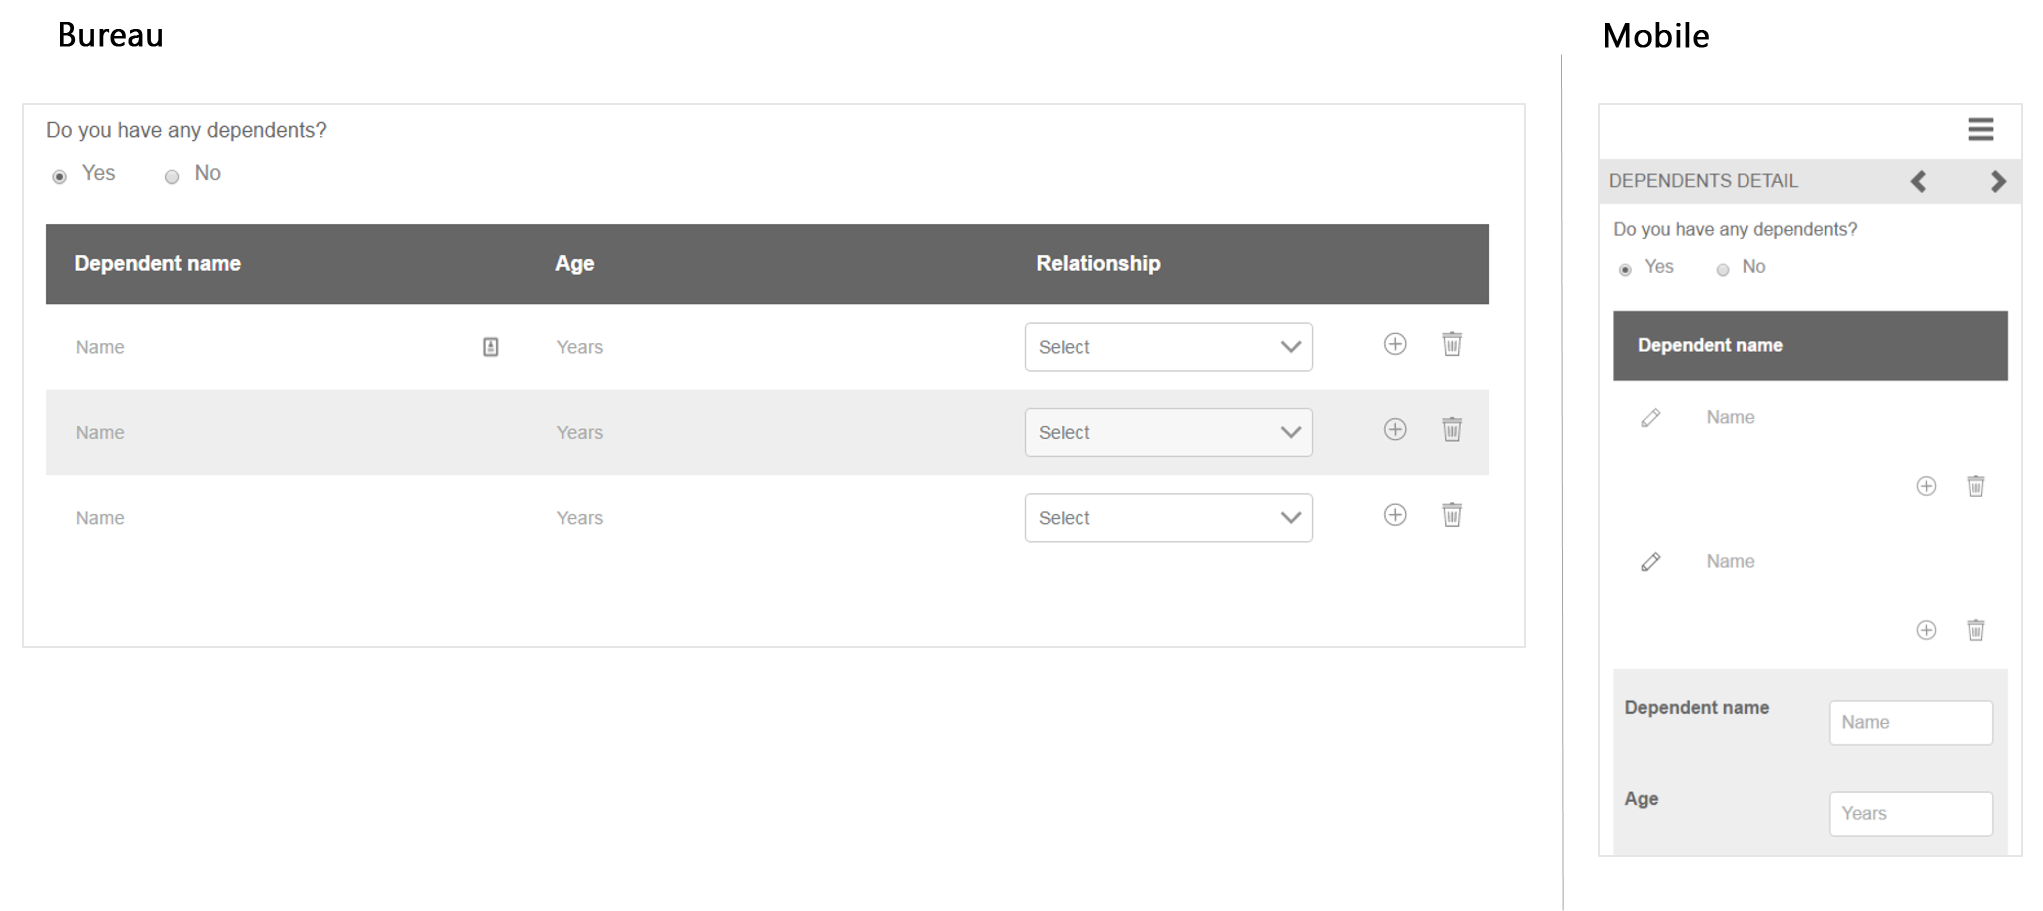 Bureau
Do you have any dependents?
Yes No
Dependent name Age Relationship
Name Years Select
Name Years Select
Name Years Select
Mobile
DEPENDENTS DETAIL
Do you have any dependents?
Yes No
Dependent name
Name
Name
Dependent name Name
Age Years